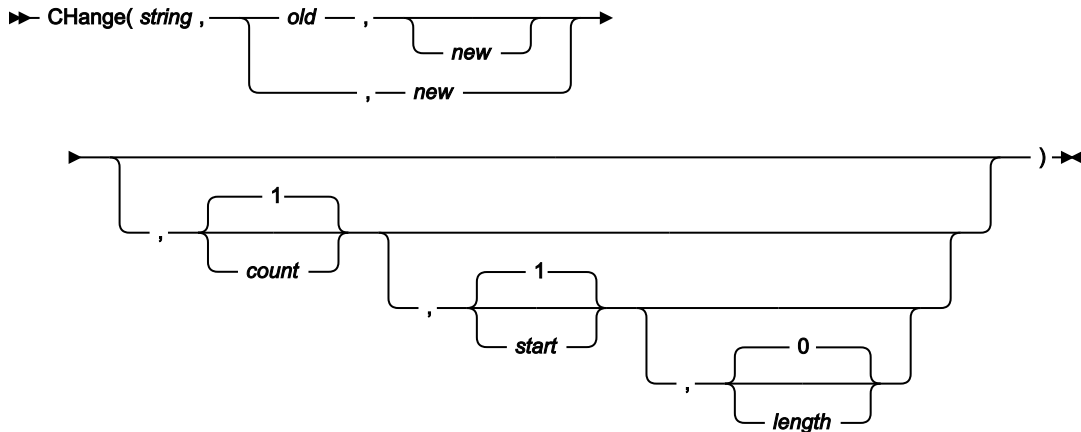 CHange( string , old , new
, new
1
, count
1
, start
0
, length
)